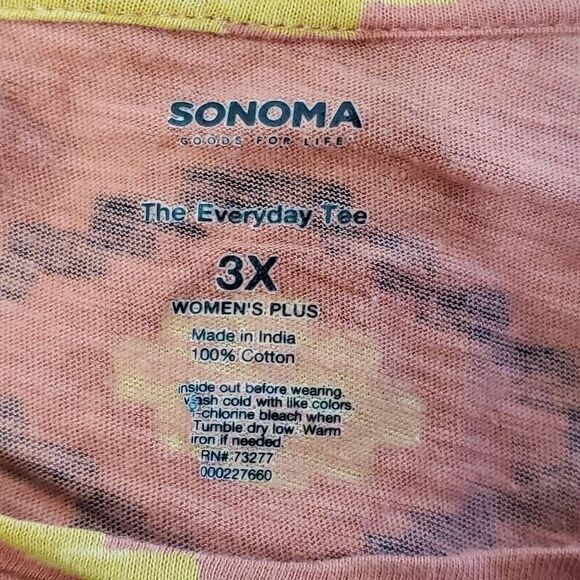 SONOMA
GOODS FOR LIFE™
The Everyday Tee
3X
WOMEN'S PLUS
Made in India
100% Cotton
inside out before wearing.
wash cold with like colors.
chlorine bleach when
Tumble dry low. Warm
iron if needed.
RN#:73277
000227660